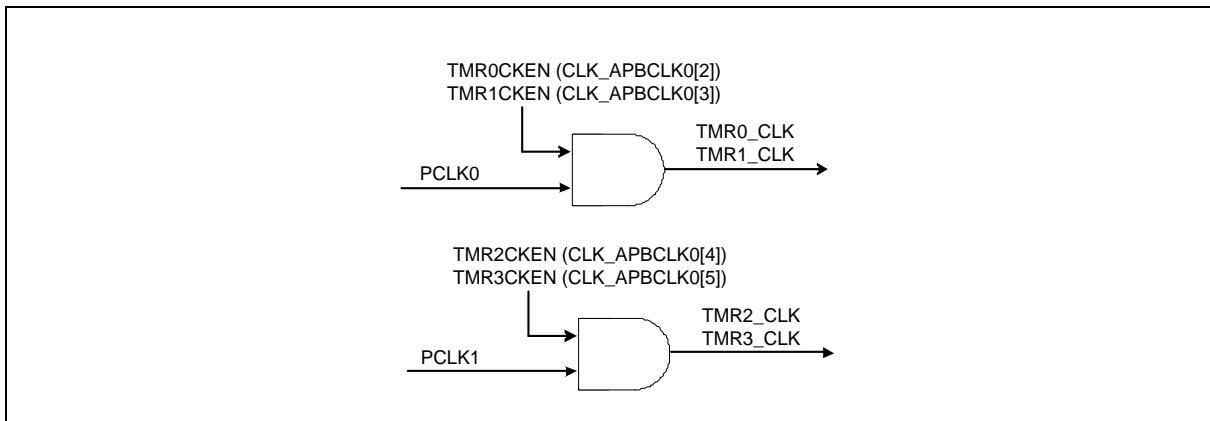 TMR0CKEN (CLK_APBCLK0[2])
TMR1CKEN (CLK_APBCLK0[3])
TMR0_CLK
TMR1_CLK
PCLK0
TMR2CKEN (CLK_APBCLK0[4])
TMR3CKEN (CLK_APBCLK0[5])
TMR2_CLK
TMR3_CLK
PCLK1